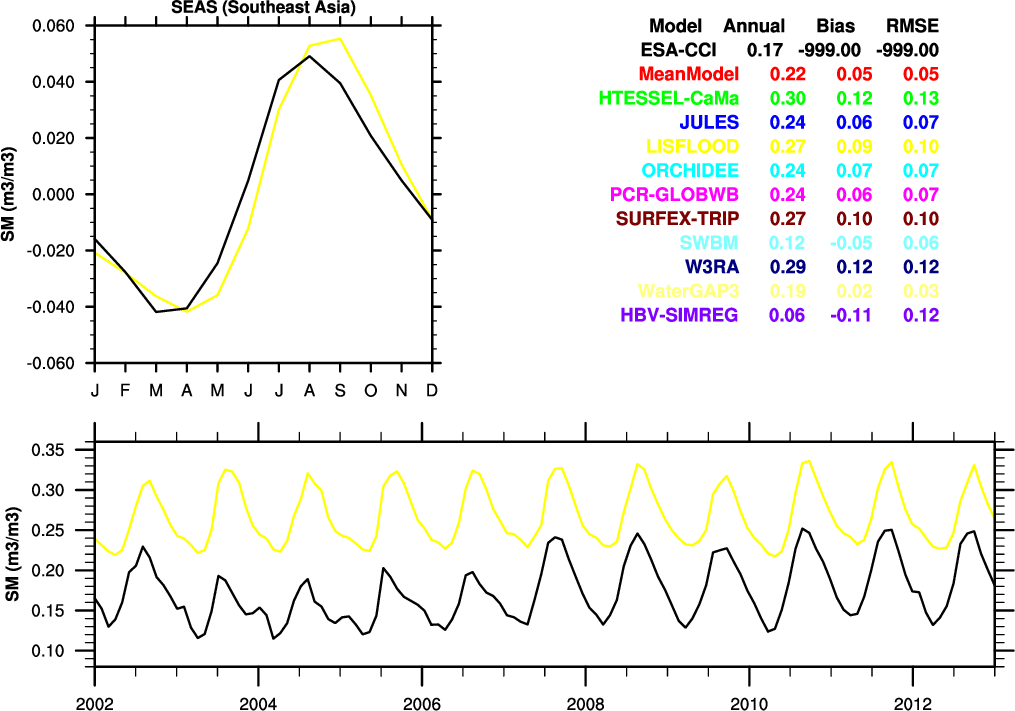 SEAS (Southeast Asia)
0.060
0.040
0.020
0.000
-0.020
-0.040
-0.060
SM (m3/m3)
J F M A M J J A S O N D
Model Annual Bias RMSE
ESA-CCI 0.17 -999.00 -999.00
MeanModel 0.22 0.05 0.05
HTESSEL-CaMa 0.30 0.12 0.13
JULES 0.24 0.06 0.07
LISFLOOD 0.27 0.09 0.10
ORCHIDEE 0.24 0.07 0.07
PCR-GLOBWB 0.24 0.06 0.07
SURFEX-TRIP 0.27 0.10 0.10
SWBM 0.12 -0.05 0.06
W3RA 0.29 0.12 0.12
WaterGAP3 0.19 0.02 0.03
HBV-SIMREG 0.06 -0.11 0.12
0.35
0.30
0.25
0.20
0.15
0.10
SM (m3/m3)
2002 2004 2006 2008 2010 2012